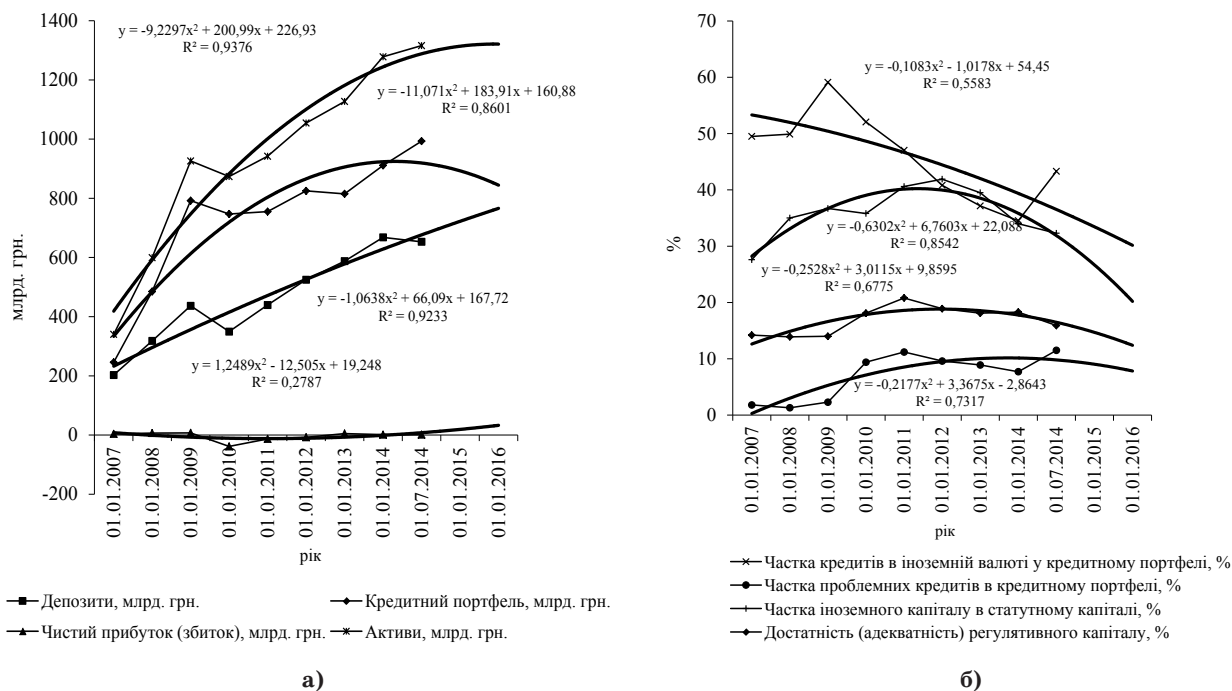 1400
1200
1000
800
600
400
200
0
-200
млрд. грн.
y = -9,2297x² + 200,99x + 226,93
R² = 0,9376
y = -11,071x² + 183,91x + 160,88
R² = 0,8601
y = -1,0638x² + 66,09x + 167,72
R² = 0,9233
y = 1,2489x² - 12,505x + 19,248
R² = 0,2787
01.01.2007
01.01.2008
01.01.2009
01.01.2010
01.01.2011
01.01.2012
01.01.2013
01.01.2014
01.07.2014
01.01.2015
01.01.2016
рік
Депозити, млрд. грн.
Кредитний портфель, млрд. грн.
Чистий прибуток (збиток), млрд. грн.
Активи, млрд. грн.
а)
70
60
50
40
30
20
10
0
%
y = -0,1083x² - 1,0178x + 54,45
R² = 0,5583
y = -0,6302x² + 6,7603x + 22,088
R² = 0,8542
y = -0,2528x² + 3,0115x + 9,8595
R² = 0,6775
y = -0,2177x² + 3,3675x - 2,8643
R² = 0,7317
01.01.2007
01.01.2008
01.01.2009
01.01.2010
01.01.2011
01.01.2012
01.01.2013
01.01.2014
01.07.2014
01.01.2015
01.01.2016
рік
Частка кредитів в іноземній валюті у кредитному портфелі, %
Частка проблемних кредитів в кредитному портфелі, %
Частка іноземного капіталу в статутному капіталі, %
Достатність (адекватність) регулятивного капіталу, %
б)